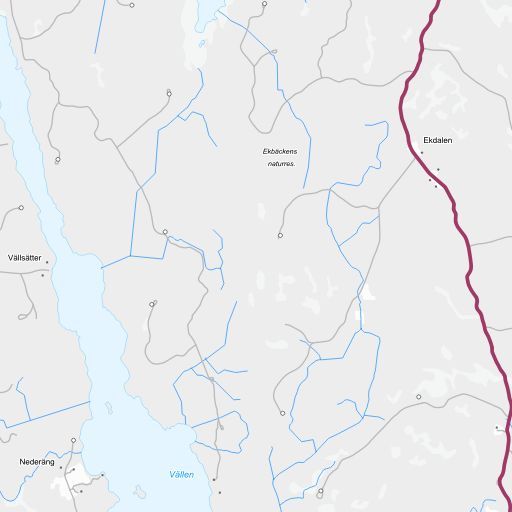 Ekdalen
Ekbäckens
naturres.
Vällsätter
Nederäng
Vällen